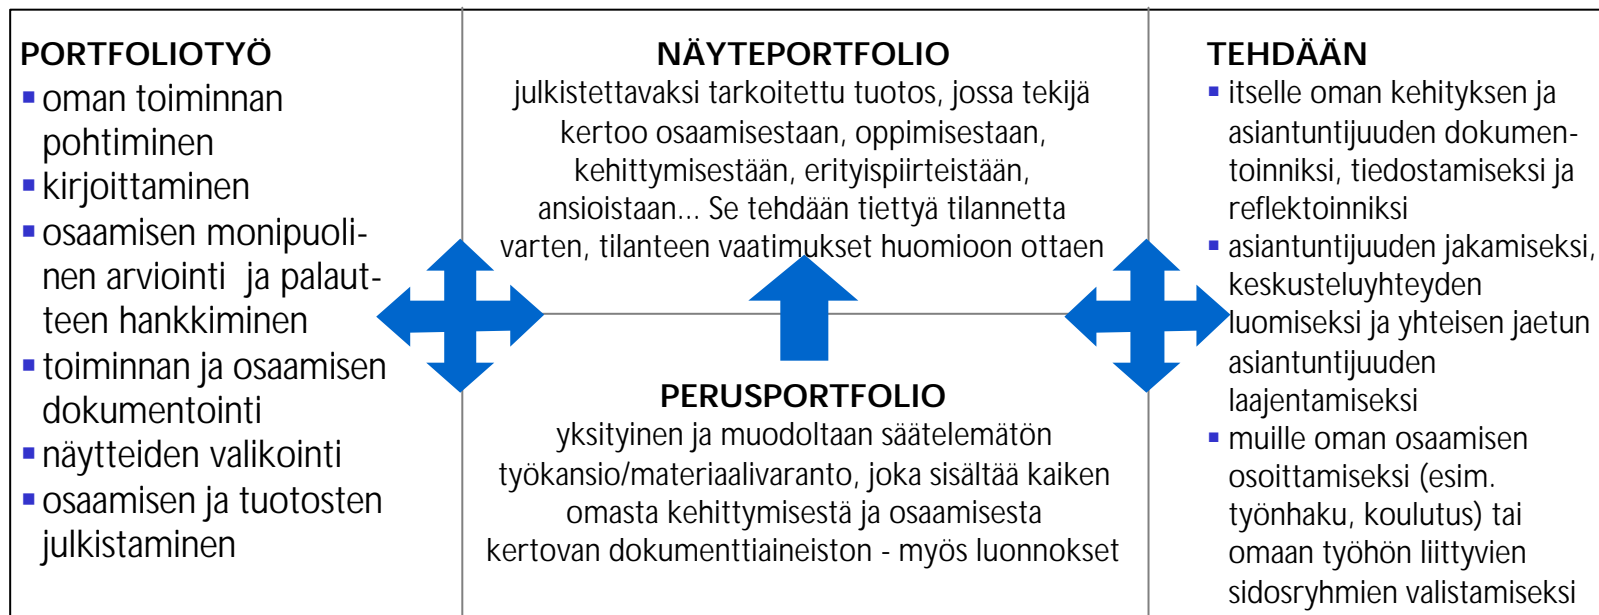 PORTFOLIOTYÖ
▪ oman toiminnan
pohtiminen
▪ kirjoittaminen
▪ osaamisen monipuoli-
nen arviointi ja palaut-
teen hankkiminen
▪ toiminnan ja osaamisen
dokumentointi
▪ näytteiden valikointi
▪ osaamisen ja tuotosten
julkistaminen
NÄYTEPORTFOLIO
julkistettavaksi tarkoitettu tuotos, jossa tekijä
kertoo osaamisestaan, oppimisestaan,
kehittymisestään, erityispiirteistään,
ansioistaan... Se tehdään tiettyä tilannetta
varten, tilanteen vaatimukset huomioon ottaen
PERUSPORTFOLIO
yksityinen ja muodoltaan säätelemätön
työkansio/materiaalivaranto, joka sisältää kaiken
omasta kehittymisestä ja osaamisesta
kertovan dokumenttiaineiston - myös luonnokset
TEHDÄÄN
▪ itselle oman kehityksen ja
asiantuntijuuden dokumen-
toinniksi, tiedostamiseksi ja
reflektoinniksi
▪ asiantuntijuuden jakamiseksi,
keskusteluyhteyden
luomiseksi ja yhteisen jaetun
asiantuntijuuden
laajentamiseksi
▪ muille oman osaamisen
osoittamiseksi (esim.
työnhaku, koulutus) tai
omaan työhön liittyvien
sidosryhmien valistamiseksi